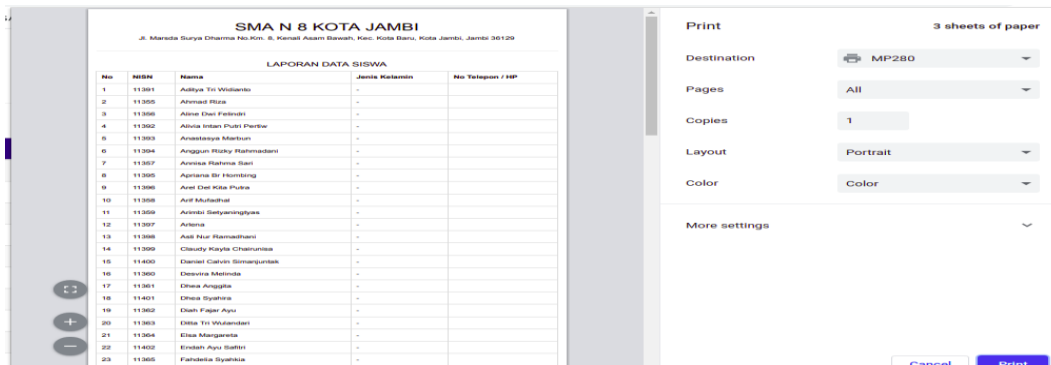 SMA N 8 KOTA JAMBI
Jl. Marsda Surya Dharma No.Km. 8, Kenali Asam Bawah, Kec. Kota Baru, Kota Jambi, Jambi 36129
LAPORAN DATA SISWA
No NISN Nama Jenis Kelamin No Telepon / HP
1 11391 Aditya Tri Widianto -
2 11355 Ahmad Riza -
3 11356 Aline Dwi Felindri -
4 11392 Alivia Intan Putri Pertiw -
5 11393 Anastasya Marbun -
6 11394 Anggun Rizky Rahmadani -
7 11357 Annisa Rahma Sari -
8 11395 Apriana Br Hombing -
9 11396 Arel Del Kita Putra -
10 11358 Arif Mufadhal -
11 11359 Arimbi Setyaningtyas -
12 11397 Arlena -
13 11398 Asti Nur Ramadhani -
14 11399 Claudy Kayla Chairunisa -
15 11400 Daniel Calvin Simanjuntak -
16 11360 Desvira Melinda -
17 11361 Dhea Anggita -
18 11401 Dhea Syahira -
19 11362 Diah Fajar Ayu -
20 11363 Ditta Tri Wulandari -
21 11364 Elsa Margareta -
22 11402 Endah Ayu Safitri -
23 11365 Fahdelia Syahkia -
Print 3 sheets of paper
Destination MP280
Pages All
Copies 1
Layout Portrait
Color Color
More settings
Cancel Print